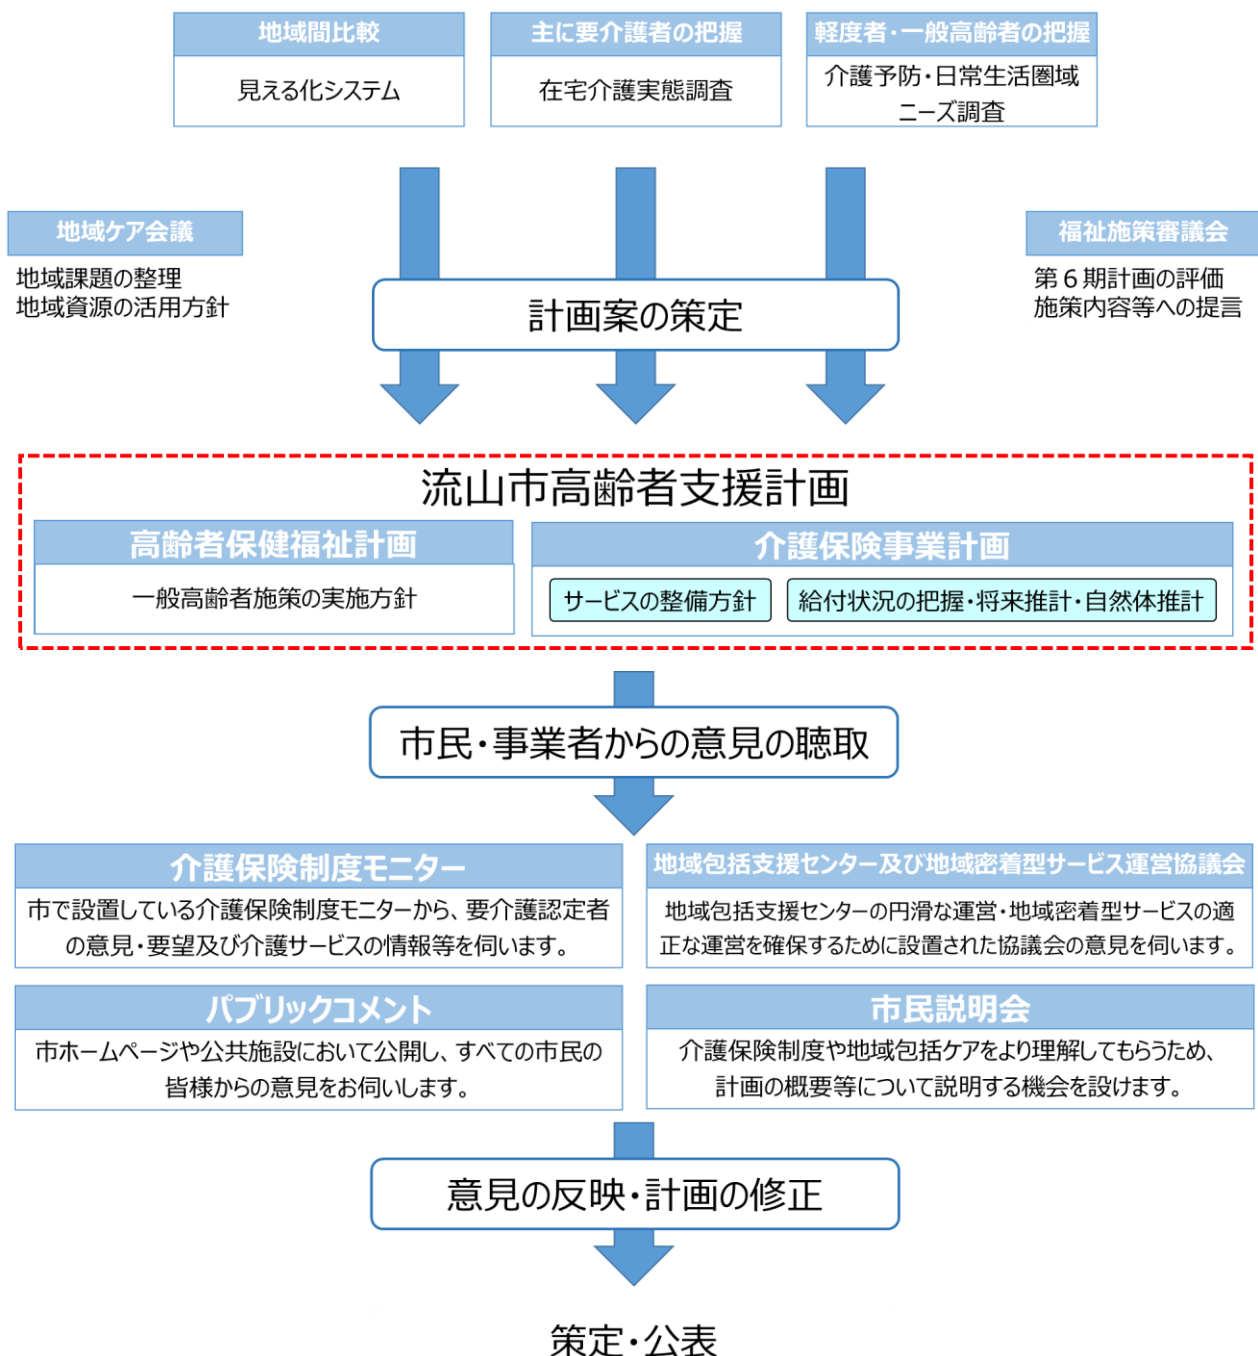 地域間比較
見える化システム
主に要介護者の把握
在宅介護実態調査
軽度者・一般高齢者の把握
介護予防・日常生活圏域
ニーズ調査
地域ケア会議
地域課題の整理
地域資源の活用方針
福祉施策審議会
第６期計画の評価
施策内容等への提言
計画案の策定
流山市高齢者支援計画
高齢者保健福祉計画
一般高齢者施策の実施方針
介護保険事業計画
サービスの整備方針
給付状況の把握・将来推計・自然体推計
市民・事業者からの意見の聴取
介護保険制度モニター
市で設置している介護保険制度モニターから、要介護認定者
の意見・要望及び介護サービスの情報等を伺います。
地域包括支援センター及び地域密着型サービス運営協議会
地域包括支援センターの円滑な運営・地域密着型サービスの適
正な運営を確保するために設置された協議会の意見を伺います。
パブリックコメント
市ホームページや公共施設において公開し、すべての市民の
皆様からの意見をお伺いします。
市民説明会
介護保険制度や地域包括ケアをより理解してもらうため、
計画の概要等について説明する機会を設けます。
意見の反映・計画の修正
策定・公表